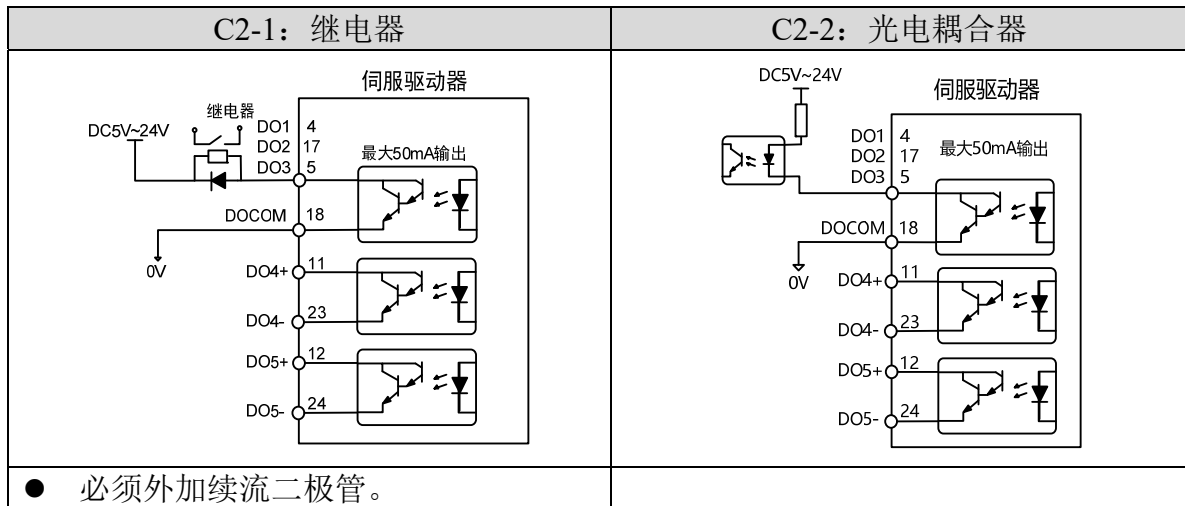 C2-1：继电器
C2-2：光电耦合器
伺服驱动器
继电器
DC5V~24V
DO1 4
DO2 17
DO3 5
最大50mA输出
DOCOM 18
0V
DO4+ 11
DO4- 23
DO5+ 12
DO5- 24
DC5V~24V
伺服驱动器
DO1 4
DO2 17
DO3 5
最大50mA输出
DOCOM 18
0V
DO4+ 11
DO4- 23
DO5+ 12
DO5- 24
● 必须外加续流二极管。